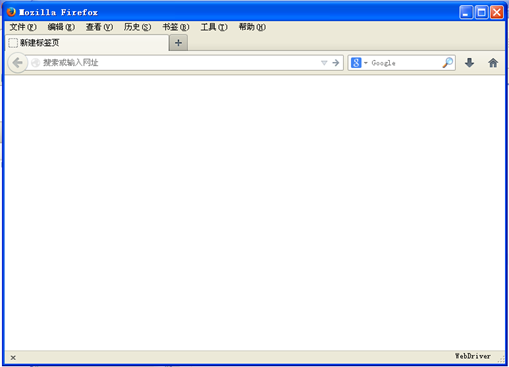 Mozilla Firefox
文件(F) 编辑(E) 查看(V) 历史(S) 书签(B) 工具(T) 帮助(H)
新建标签页
搜索或输入网址 Google
WebDriver